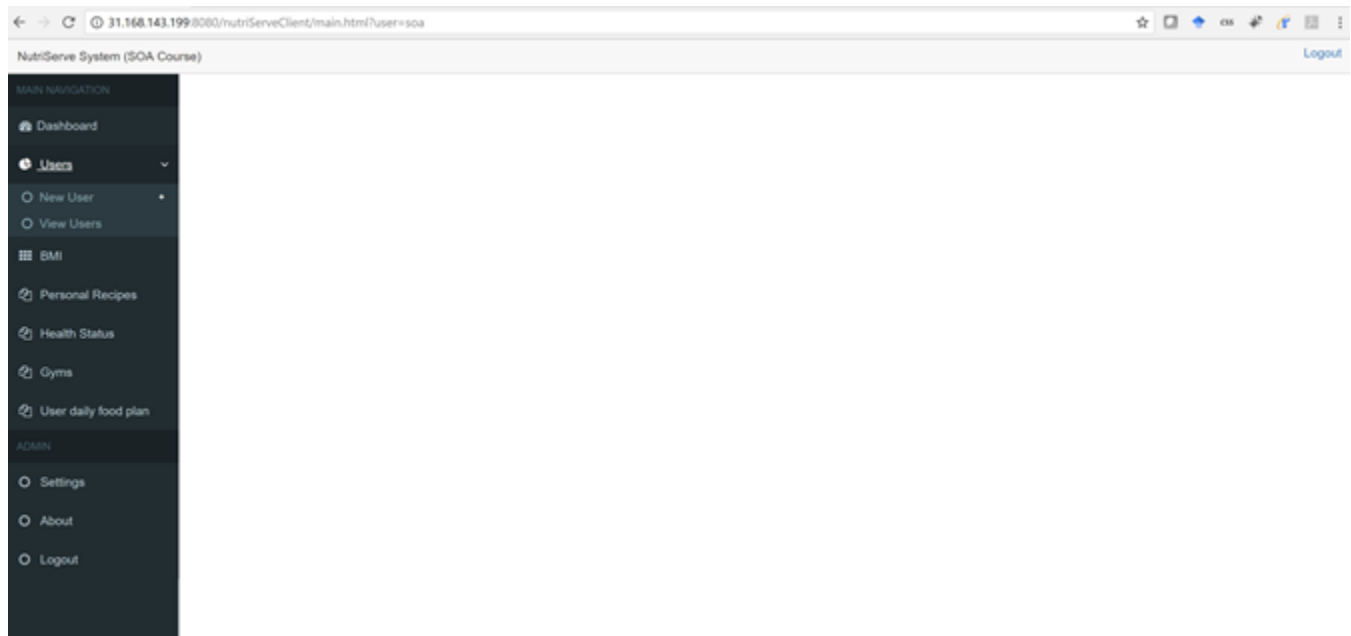 31.168.143.199:8080/nutriServeClient/main.html?user=soa
CSS
NutriServe System (SOA Course)
Logout
MAIN NAVIGATION
Dashboard
Users
New User
View Users
BMI
Personal Recipes
Health Status
Gyms
User daily food plan
ADMIN
Settings
About
Logout